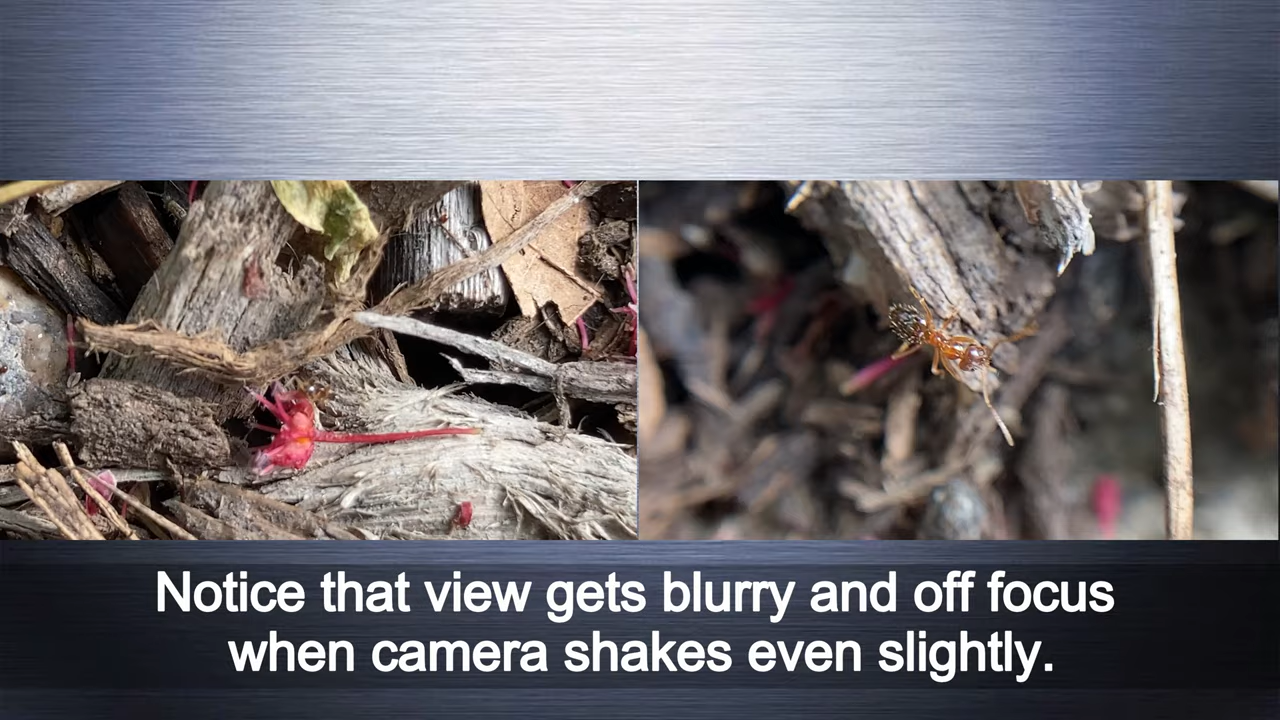 Notice that view gets blurry and off focus
when camera shakes even slightly.